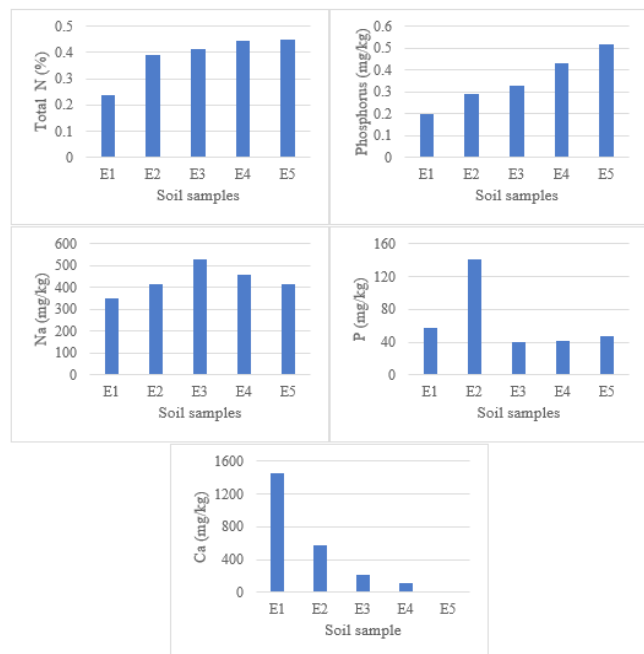 Total N (%)
0.5
0.4
0.3
0.2
0.1
0
E1 E2 E3 E4 E5
Soil samples
Phosphorus (mg/kg)
0.6
0.5
0.4
0.3
0.2
0.1
0
E1 E2 E3 E4 E5
Soil samples
Na (mg/kg)
600
500
400
300
200
100
0
E1 E2 E3 E4 E5
Soil samples
P (mg/kg)
160
120
80
40
0
E1 E2 E3 E4 E5
Soil samples
Ca (mg/kg)
1600
1200
800
400
0
E1 E2 E3 E4 E5
Soil sample